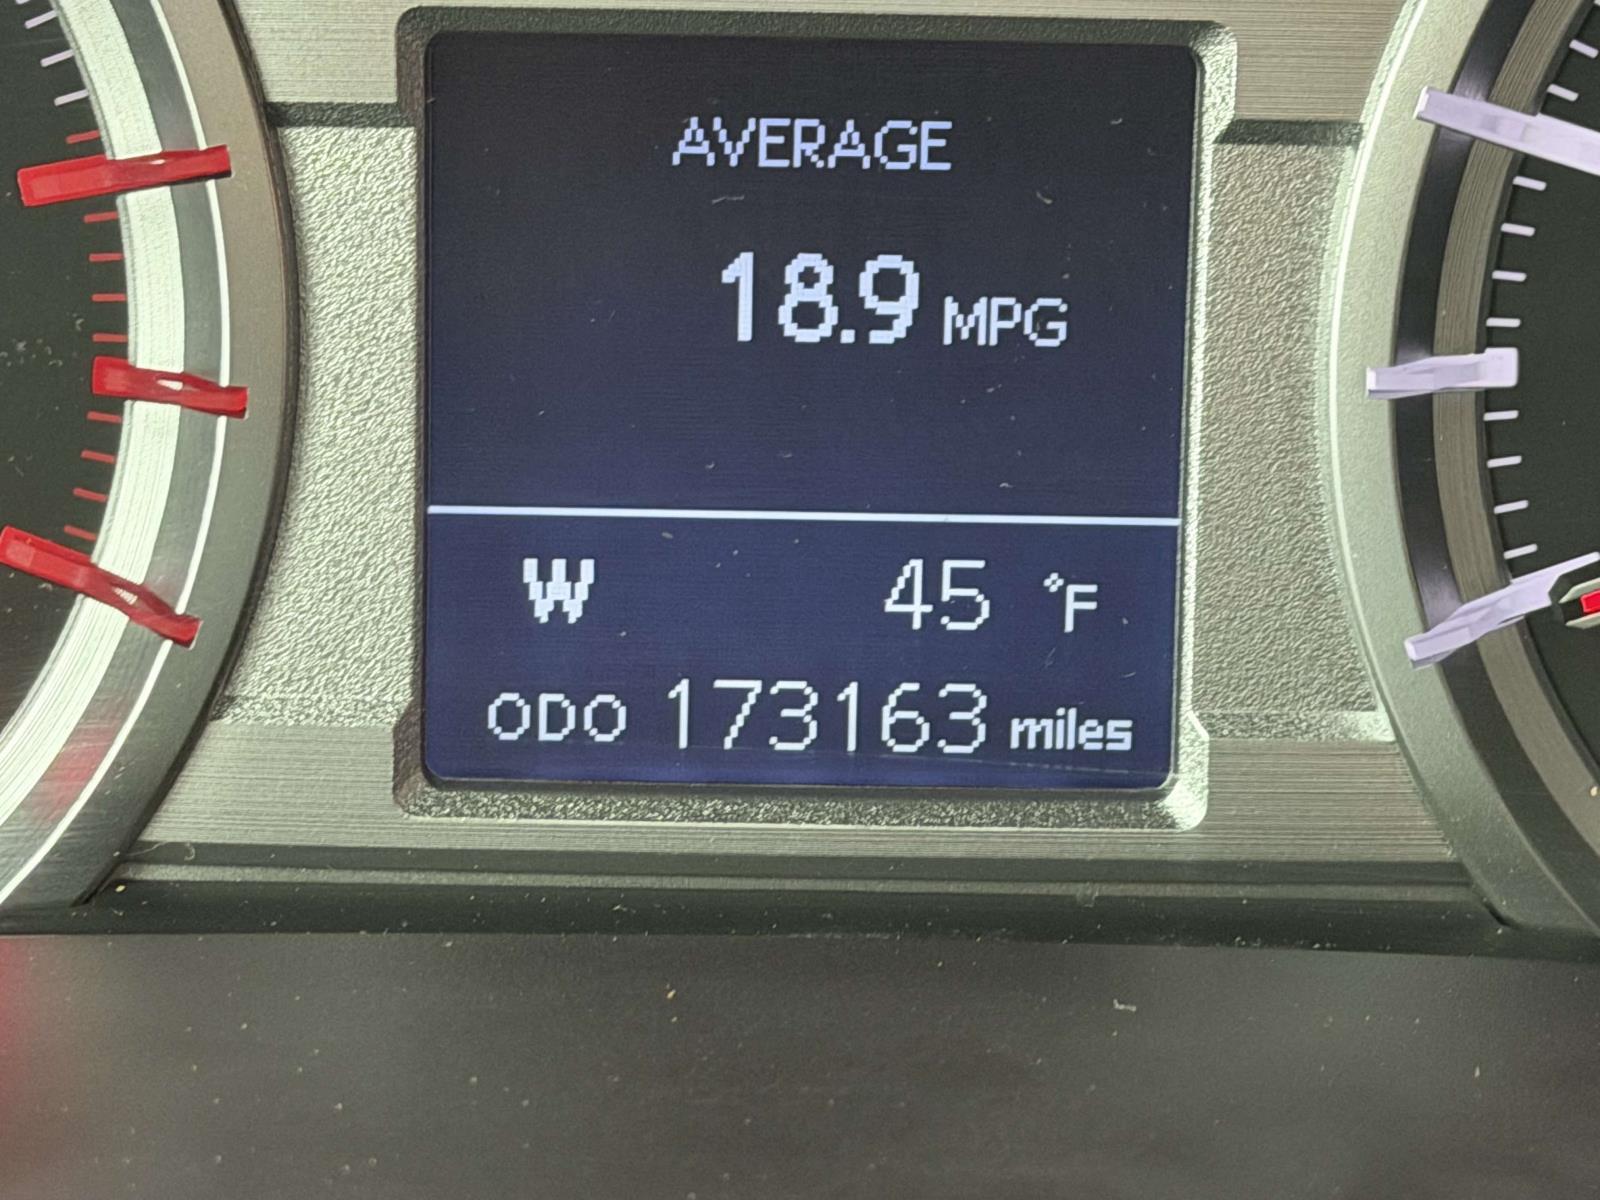 AVERAGE
18.9 MPG
W 45 °F
ODO 173163 miles